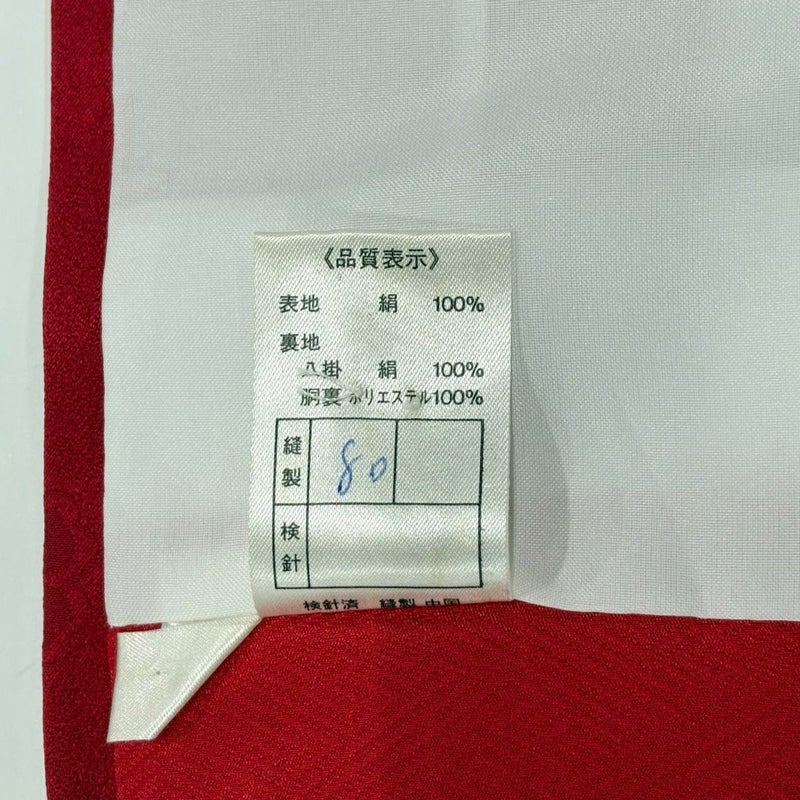 《品質表示》
表地 絹 100%
裏地
八掛 絹 100%
胴裏 ポリエステル100%
縫製 80
検針
検針済 縫製 中国